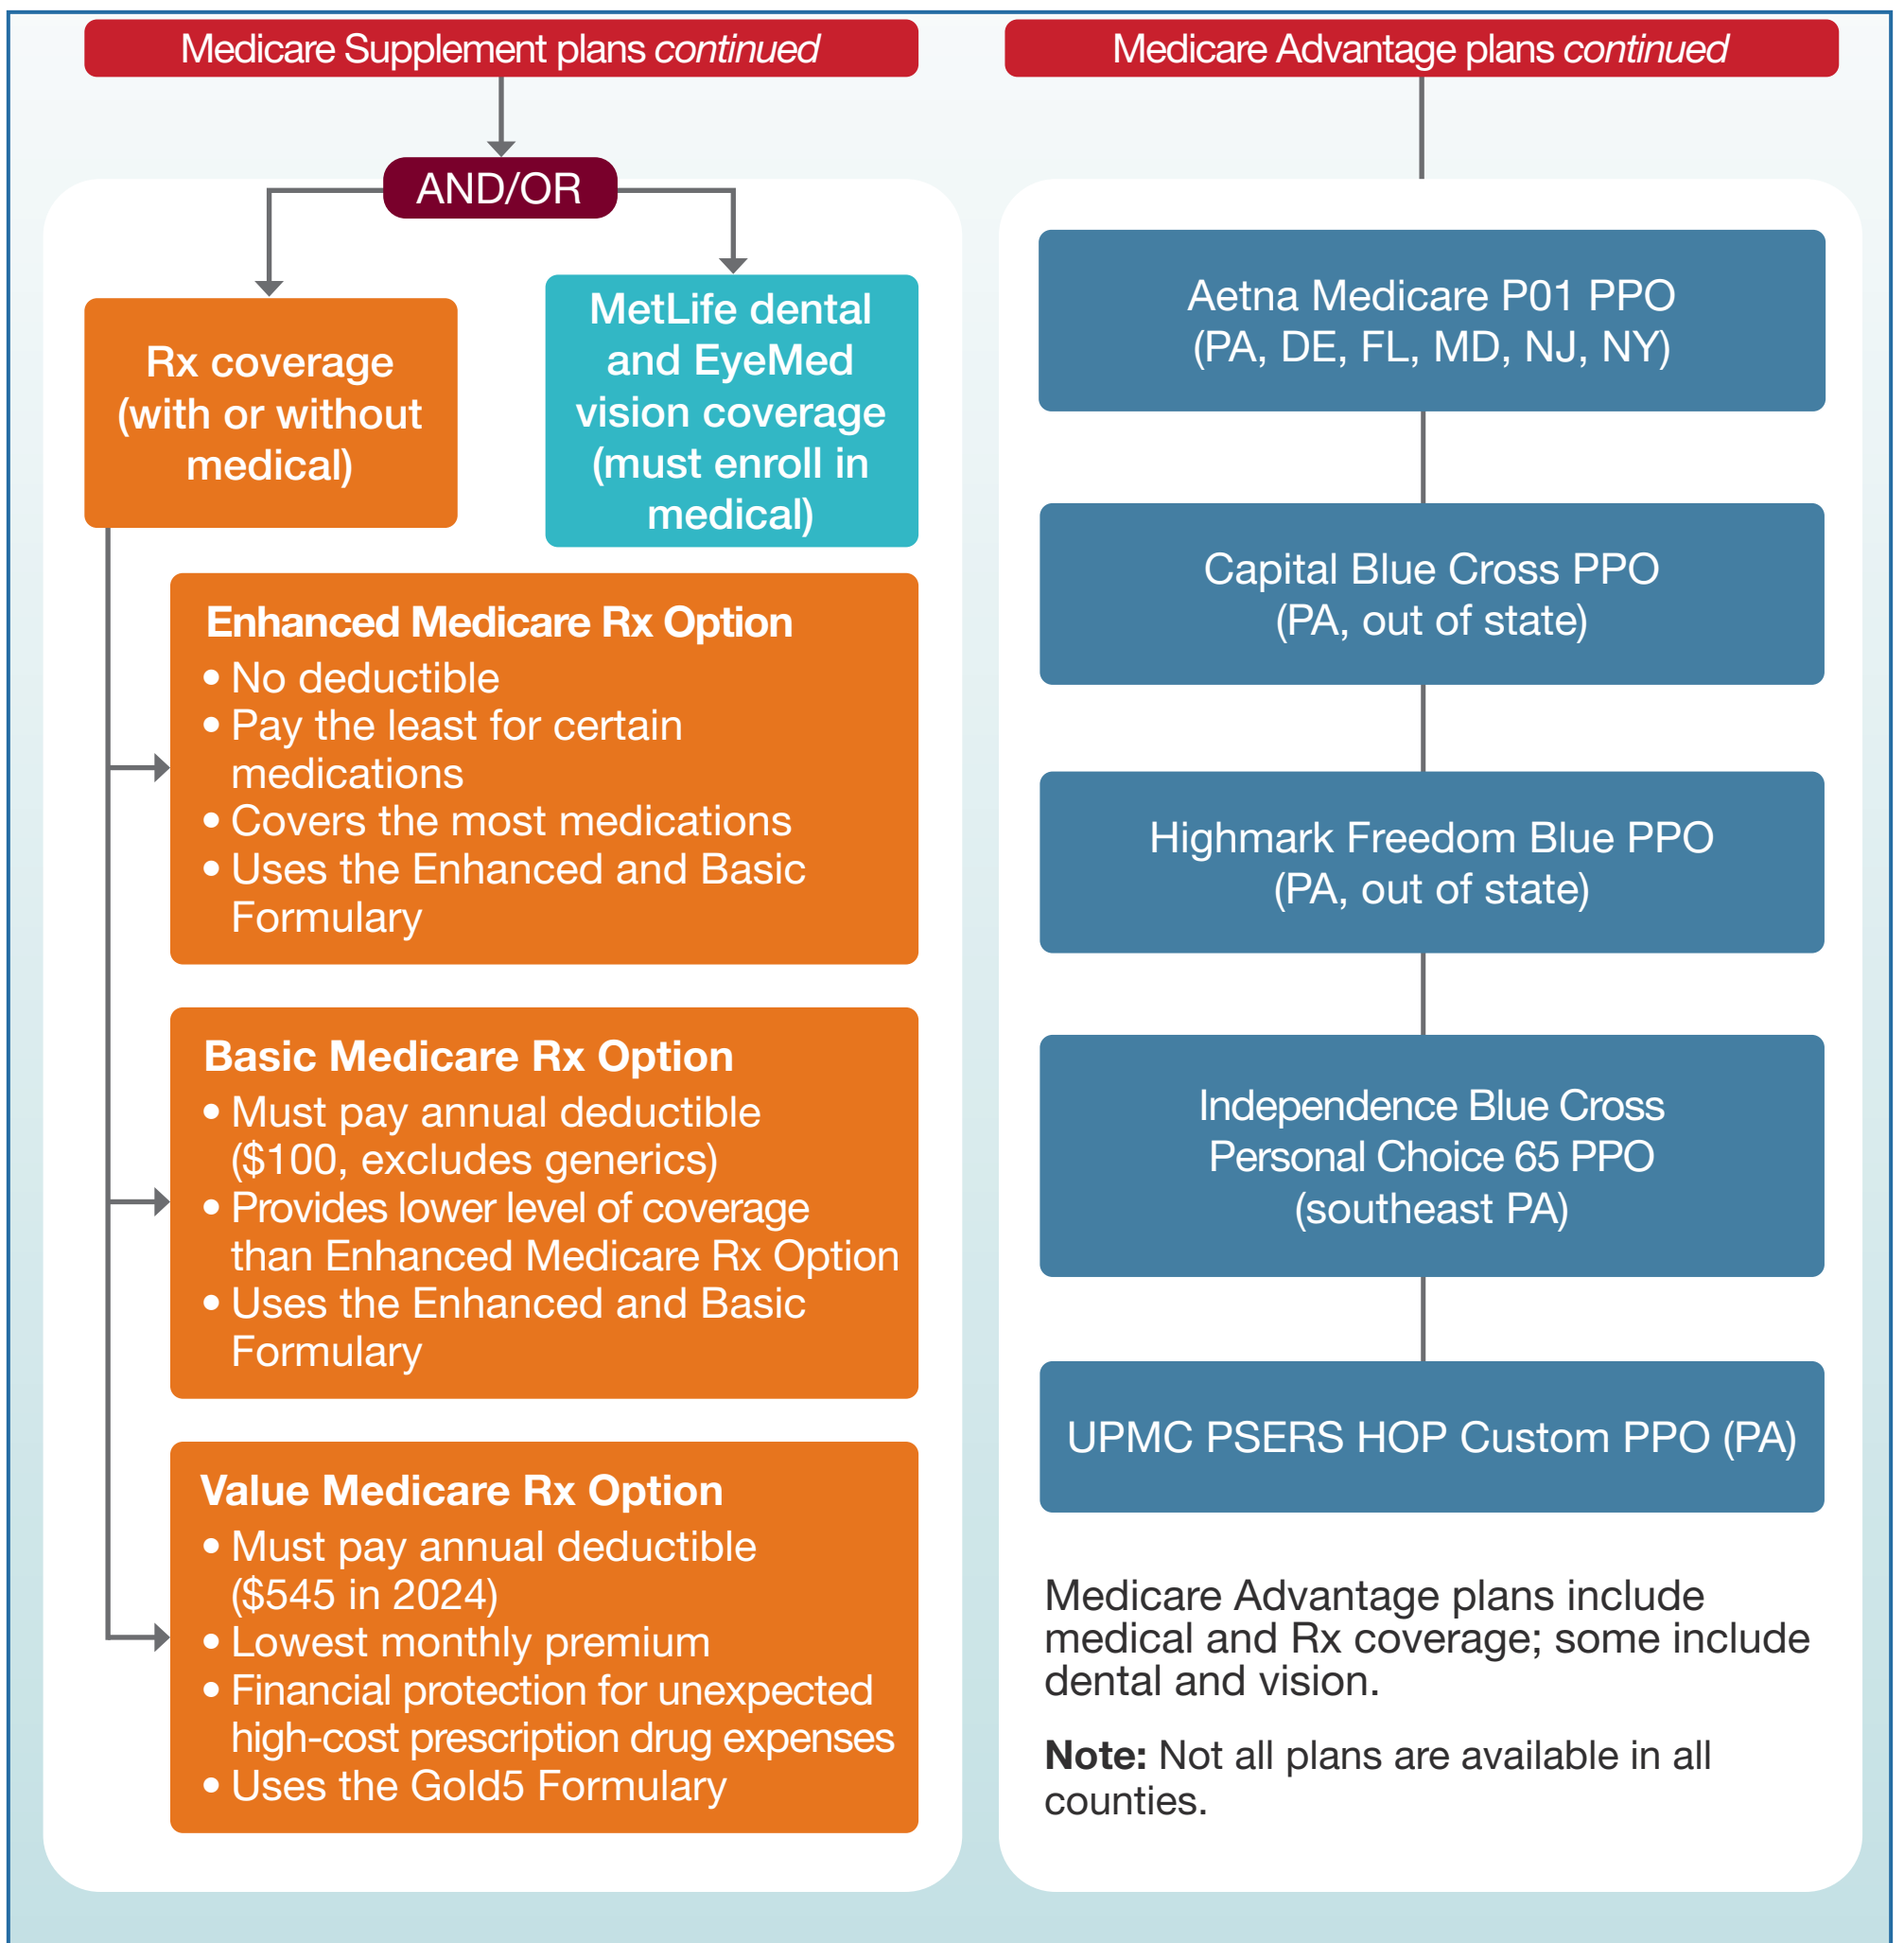 Medicare Supplement plans continued
AND/OR
Rx coverage
(with or without
medical)
MetLife dental
and EyeMed
vision coverage
(must enroll in
medical)
Enhanced Medicare Rx Option
• No deductible
• Pay the least for certain
medications
• Covers the most medications
• Uses the Enhanced and Basic
Formulary
Basic Medicare Rx Option
• Must pay annual deductible
($100, excludes generics)
• Provides lower level of coverage
than Enhanced Medicare Rx Option
• Uses the Enhanced and Basic
Formulary
Value Medicare Rx Option
• Must pay annual deductible
($545 in 2024)
• Lowest monthly premium
• Financial protection for unexpected
high-cost prescription drug expenses
• Uses the Gold5 Formulary
Medicare Advantage plans continued
Aetna Medicare P01 PPO
(PA, DE, FL, MD, NJ, NY)
Capital Blue Cross PPO
(PA, out of state)
Highmark Freedom Blue PPO
(PA, out of state)
Independence Blue Cross
Personal Choice 65 PPO
(southeast PA)
UPMC PSERS HOP Custom PPO (PA)
Medicare Advantage plans include
medical and Rx coverage; some include
dental and vision.
Note: Not all plans are available in all
counties.